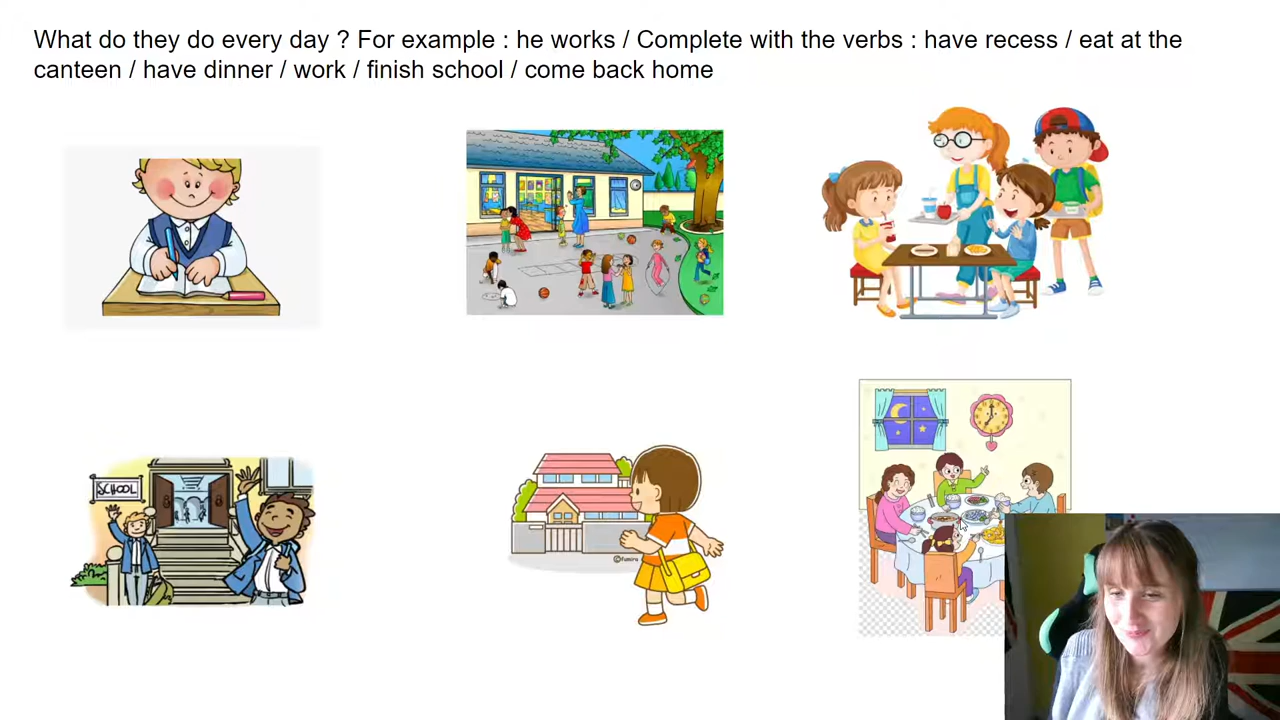 What do they do every day ? For example : he works / Complete with the verbs : have recess / eat at the
canteen / have dinner / work / finish school / come back home
SCHOOL
©Fumira